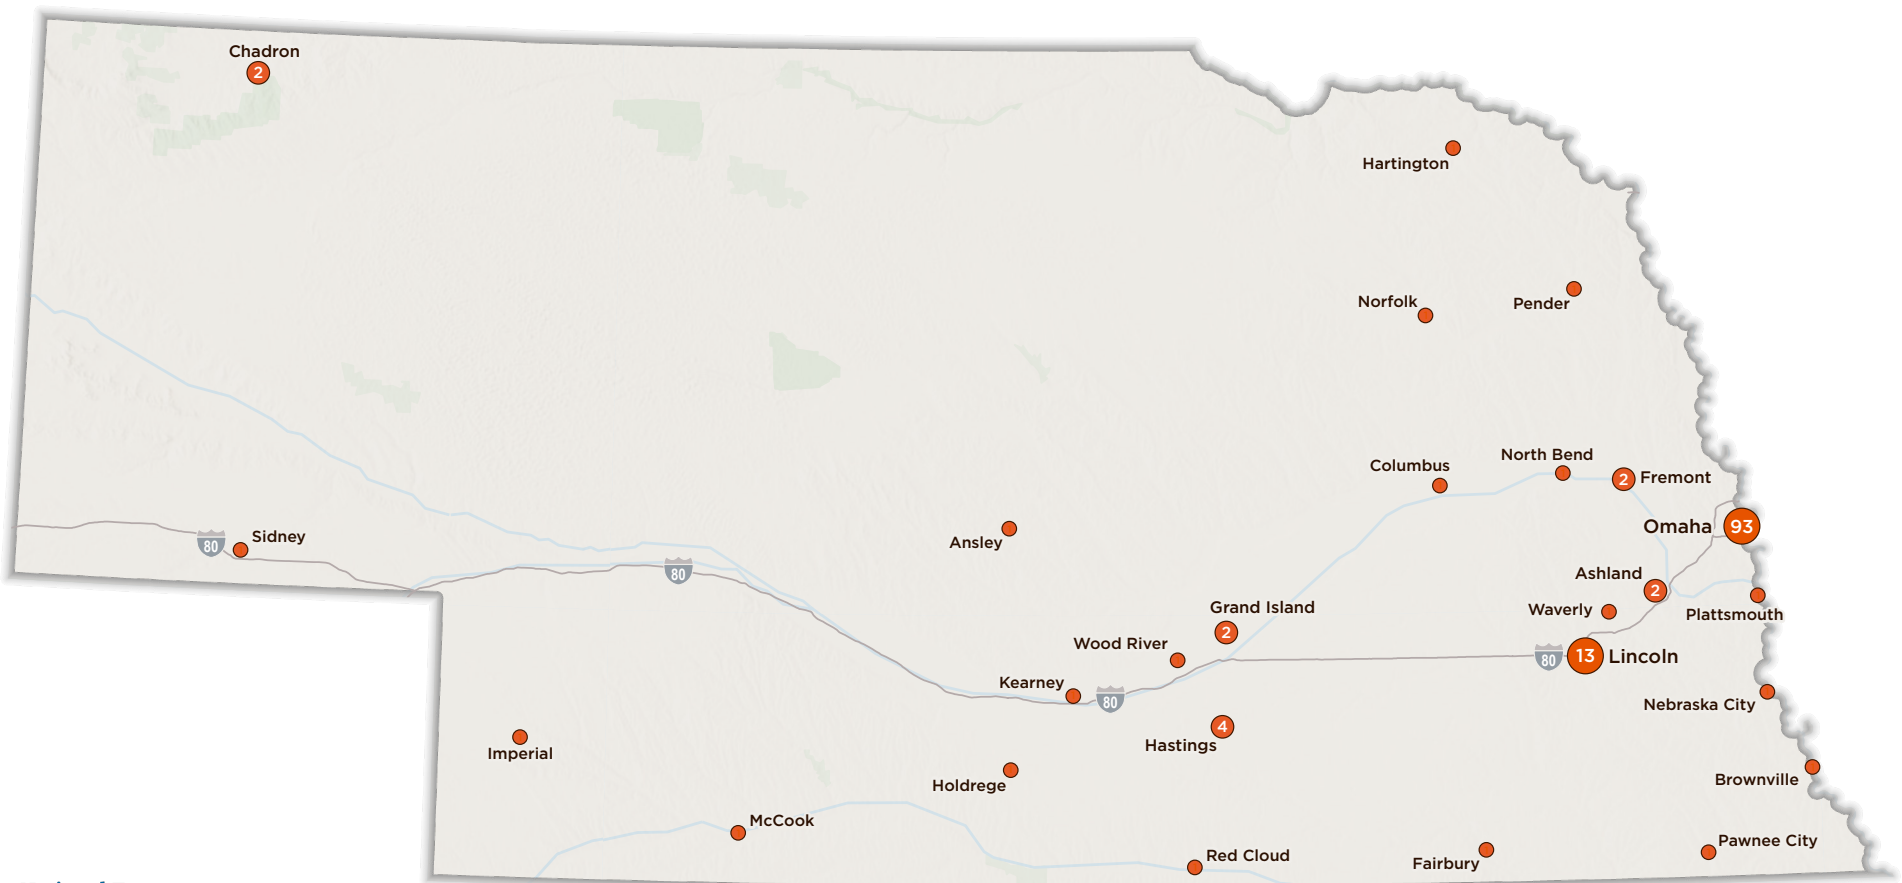 Chadron
2
Hartington
Norfolk
Pender
Columbus
North Bend
2 Fremont
Omaha 93
80 Sidney
Ansley
80
Ashland
2
Waverly
Plattsmouth
Grand Island
2
Wood River
80 13 Lincoln
Kearney
80
Nebraska City
4
Hastings
Imperial
Holdrege
Brownville
McCook
Red Cloud
Fairbury
Pawnee City